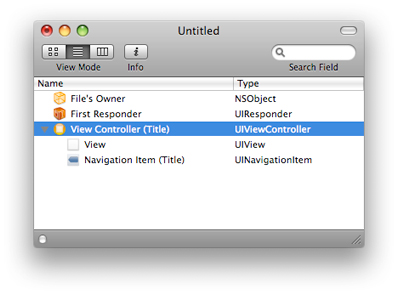 Untitled
View Mode Info Search Field
Name Type
File's Owner NSObject
First Responder UIResponder
View Controller (Title) UIViewController
View UIView
Navigation Item (Title) UINavigationItem